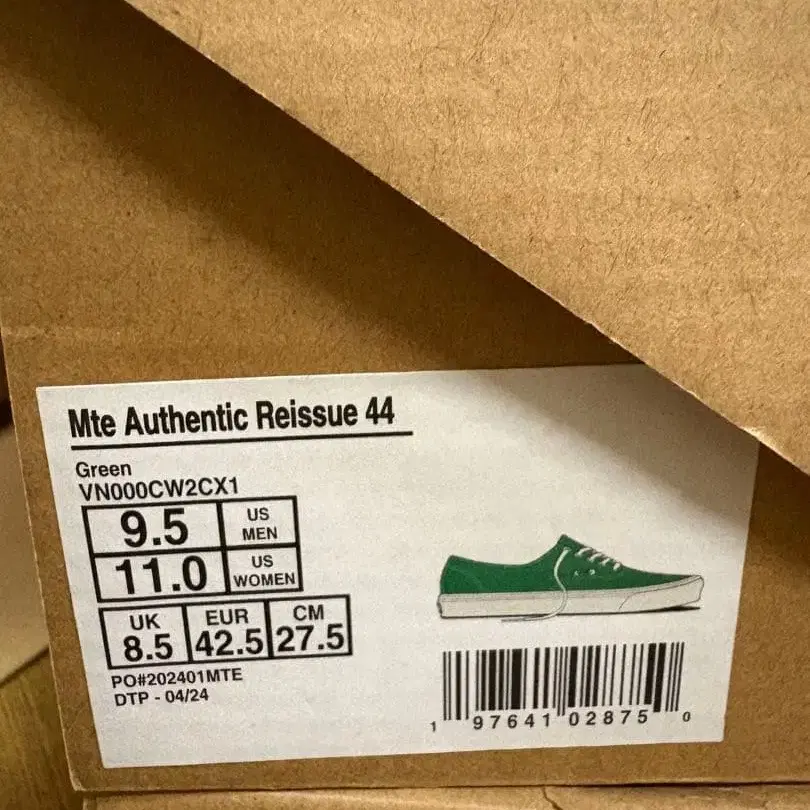 Mte Authentic Reissue 44
Green
VN000CW2CX1
9.5 US MEN
11.0 US WOMEN
UK 8.5 EUR 42.5 CM 27.5
PO#202401MTE
DTP - 04/24
1 97641 02875 0